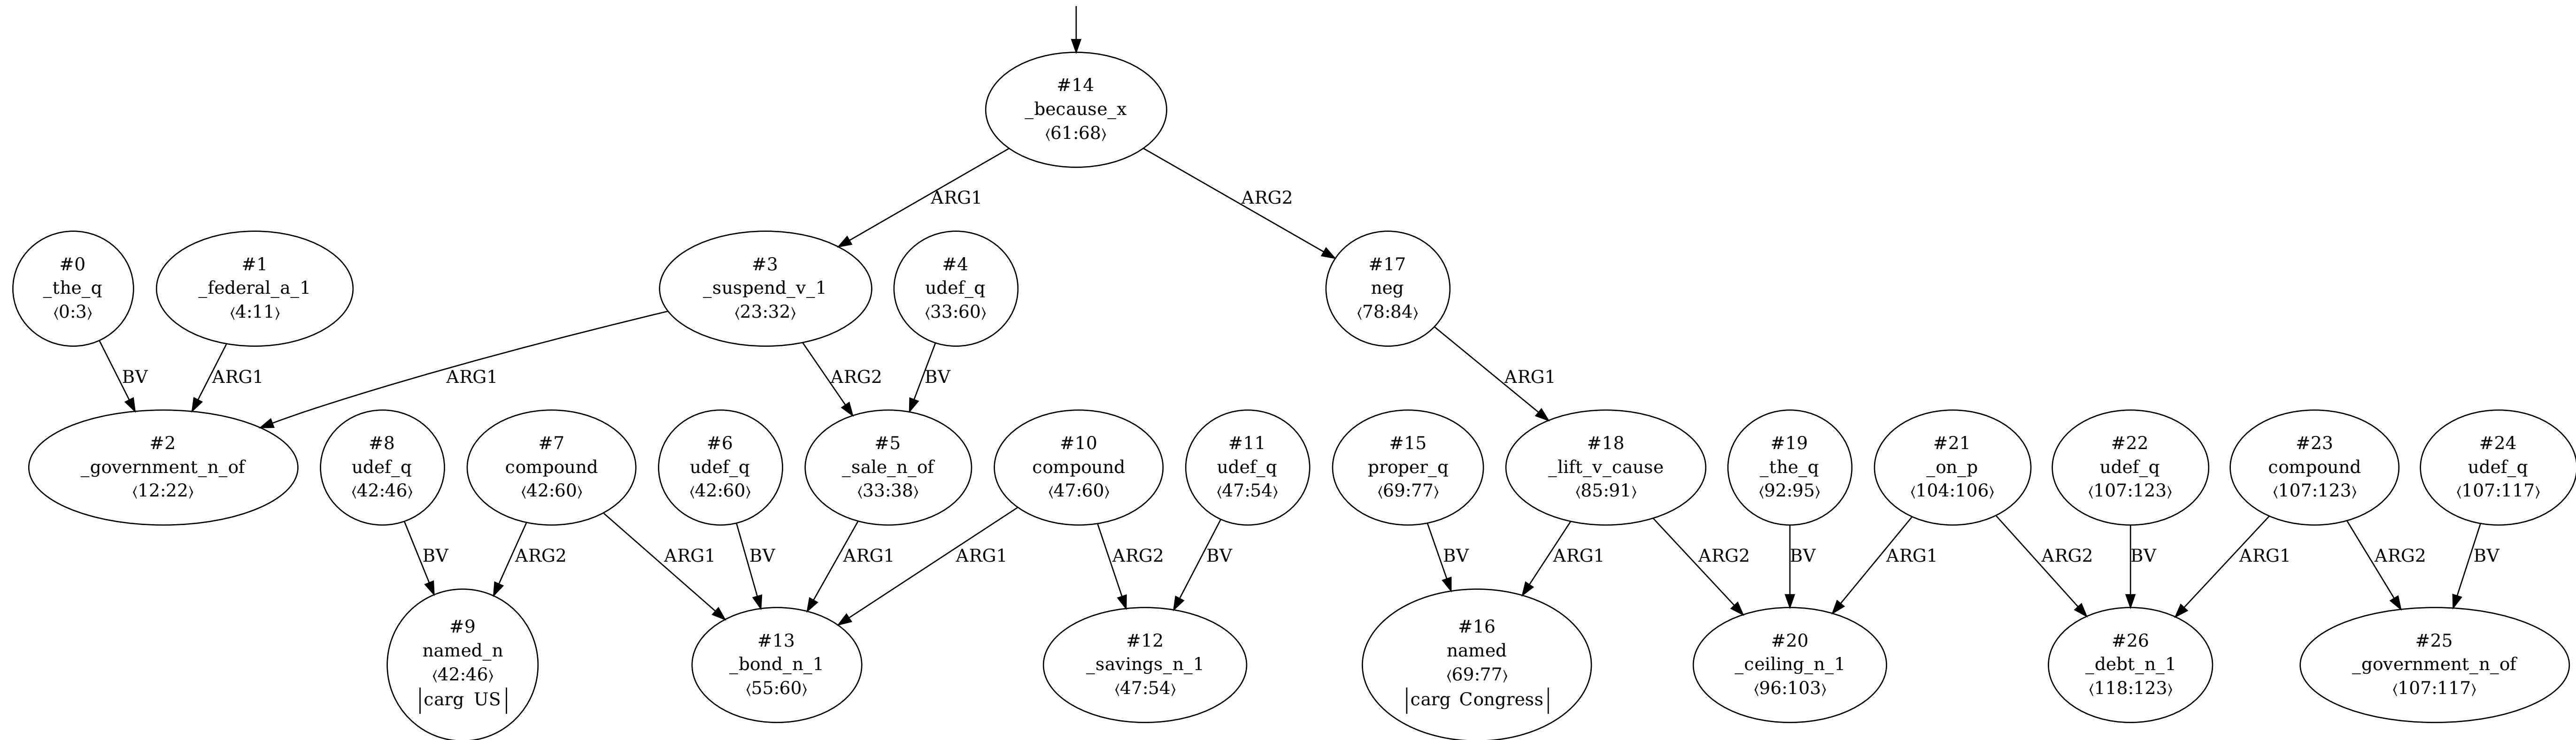 #14
_because_x
⟨61:68⟩
ARG1
ARG2
#0
_the_q
⟨0:3⟩
#1
_federal_a_1
⟨4:11⟩
#3
_suspend_v_1
⟨23:32⟩
#4
udef_q
⟨33:60⟩
#17
neg
⟨78:84⟩
BV
ARG1
ARG1
ARG2
BV
ARG1
#2
_government_n_of
⟨12:22⟩
#8
udef_q
⟨42:46⟩
#7
compound
⟨42:60⟩
#6
udef_q
⟨42:60⟩
#5
_sale_n_of
⟨33:38⟩
#10
compound
⟨47:60⟩
#11
udef_q
⟨47:54⟩
#15
proper_q
⟨69:77⟩
#18
_lift_v_cause
⟨85:91⟩
#19
_the_q
⟨92:95⟩
#21
_on_p
⟨104:106⟩
#22
udef_q
⟨107:123⟩
#23
compound
⟨107:123⟩
#24
udef_q
⟨107:117⟩
BV
ARG2
ARG1
BV
ARG1
ARG1
ARG2
BV
BV
ARG1
ARG2
BV
ARG1
ARG2
BV
ARG1
ARG2
BV
#9
named_n
⟨42:46⟩
carg US
#13
_bond_n_1
⟨55:60⟩
#12
_savings_n_1
⟨47:54⟩
#16
named
⟨69:77⟩
carg Congress
#20
_ceiling_n_1
⟨96:103⟩
#26
_debt_n_1
⟨118:123⟩
#25
_government_n_of
⟨107:117⟩